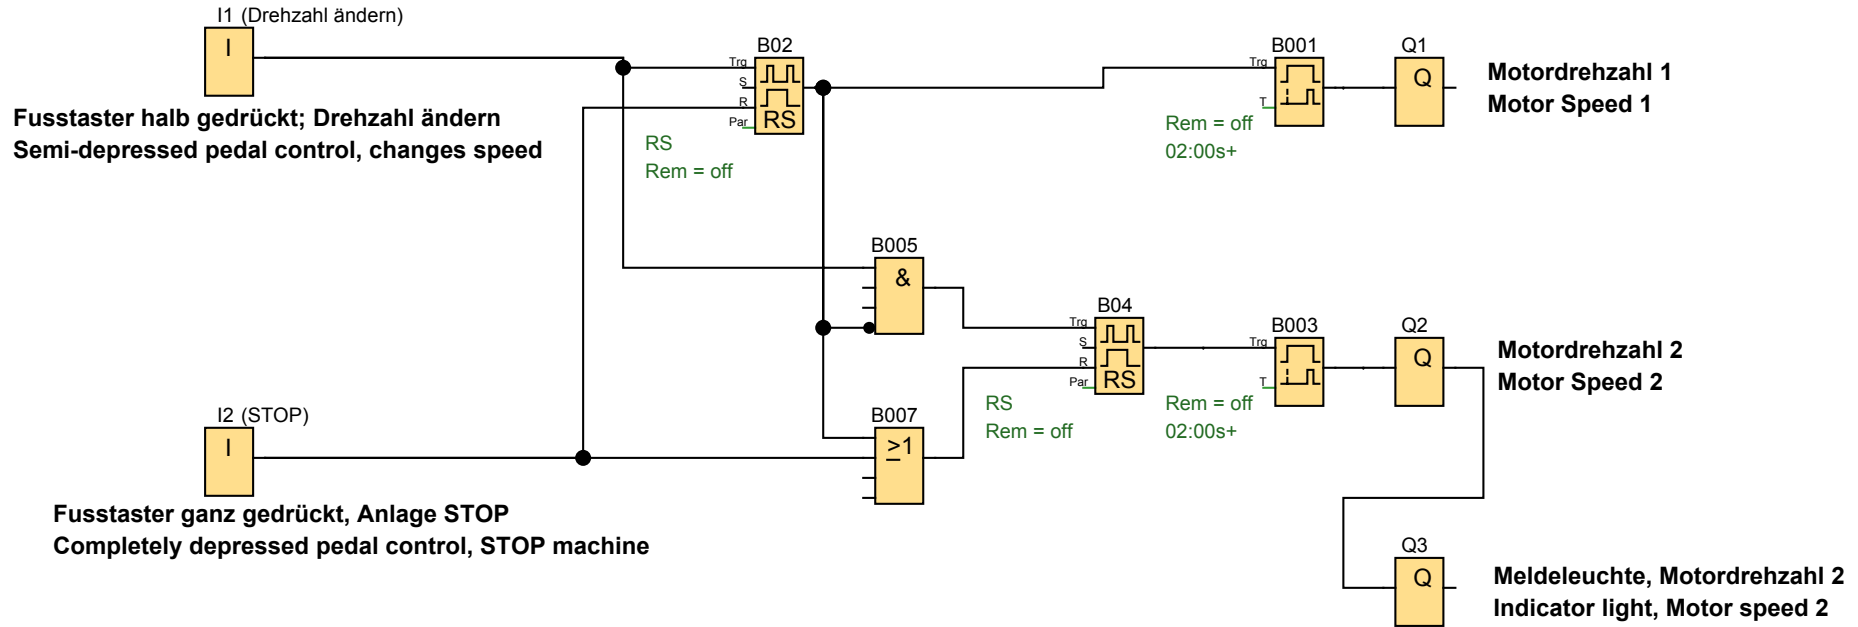 I1 (Drehzahl ändern)
I
Fusstaster halb gedrückt; Drehzahl ändern
Semi-depressed pedal control, changes speed
B02
Trg
S
R
Par
RS
RS
Rem = off
B001
Trg
T
Rem = off
02:00s+
Q1
Q
Motordrehzahl 1
Motor Speed 1
B005
&
B04
Trg
S
R
Par
RS
RS
Rem = off
B003
Trg
T
Rem = off
02:00s+
Q2
Q
Motordrehzahl 2
Motor Speed 2
I2 (STOP)
I
Fusstaster ganz gedrückt, Anlage STOP
Completely depressed pedal control, STOP machine
B007
≥1
Q3
Q
Meldeleuchte, Motordrehzahl 2
Indicator light, Motor speed 2